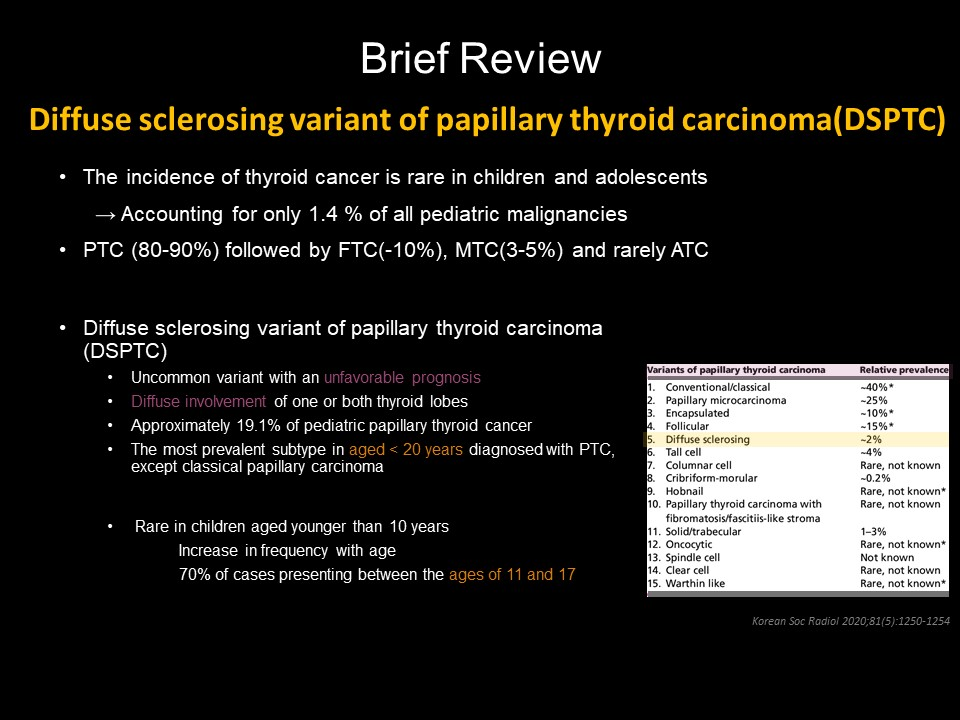 Brief Review
Diffuse sclerosing variant of papillary thyroid carcinoma(DSPTC)
• The incidence of thyroid cancer is rare in children and adolescents
→ Accounting for only 1.4 % of all pediatric malignancies
• PTC (80-90%) followed by FTC(-10%), MTC(3-5%) and rarely ATC
• Diffuse sclerosing variant of papillary thyroid carcinoma
(DSPTC)
• Uncommon variant with an unfavorable prognosis
• Diffuse involvement of one or both thyroid lobes
• Approximately 19.1% of pediatric papillary thyroid cancer
• The most prevalent subtype in aged < 20 years diagnosed with PTC,
except classical papillary carcinoma
• Rare in children aged younger than 10 years
Increase in frequency with age
70% of cases presenting between the ages of 11 and 17
Variants of papillary thyroid carcinoma Relative prevalence
1. Conventional/classical ~40%*
2. Papillary microcarcinoma ~25%
3. Encapsulated ~10%*
4. Follicular ~15%*
5. Diffuse sclerosing ~2%
6. Tall cell ~4%
7. Columnar cell Rare, not known
8. Cribriform-morular ~0.2%
9. Hobnail Rare, not known*
10. Papillary thyroid carcinoma with Rare, not known
fibromatosis/fascitiis-like stroma
11. Solid/trabecular 1–3%
12. Oncocytic Rare, not known*
13. Spindle cell Not known
14. Clear cell Rare, not known
15. Warthin like Rare, not known*
Korean Soc Radiol 2020;81(5):1250-1254